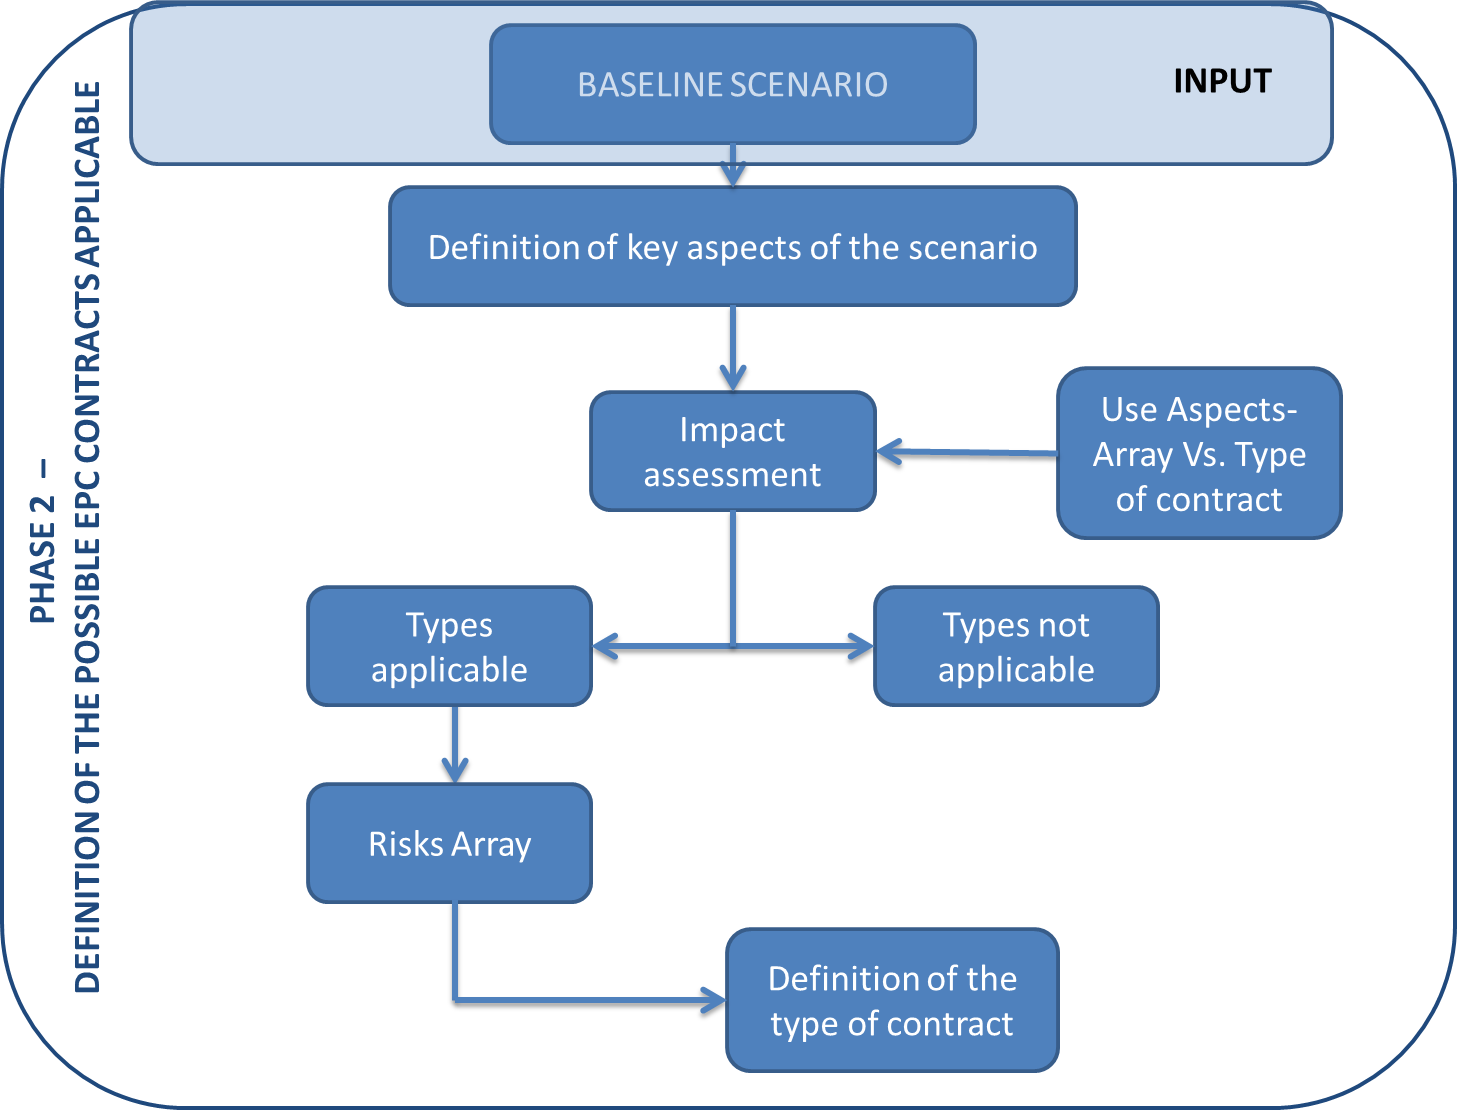 PHASE 2 –
DEFINITION OF THE POSSIBLE EPC CONTRACTS APPLICABLE
BASELINE SCENARIO
INPUT
Definition of key aspects of the scenario
Impact
assessment
Use Aspects-
Array Vs. Type
of contract
Types
applicable
Types not
applicable
Risks Array
Definition of the
type of contract